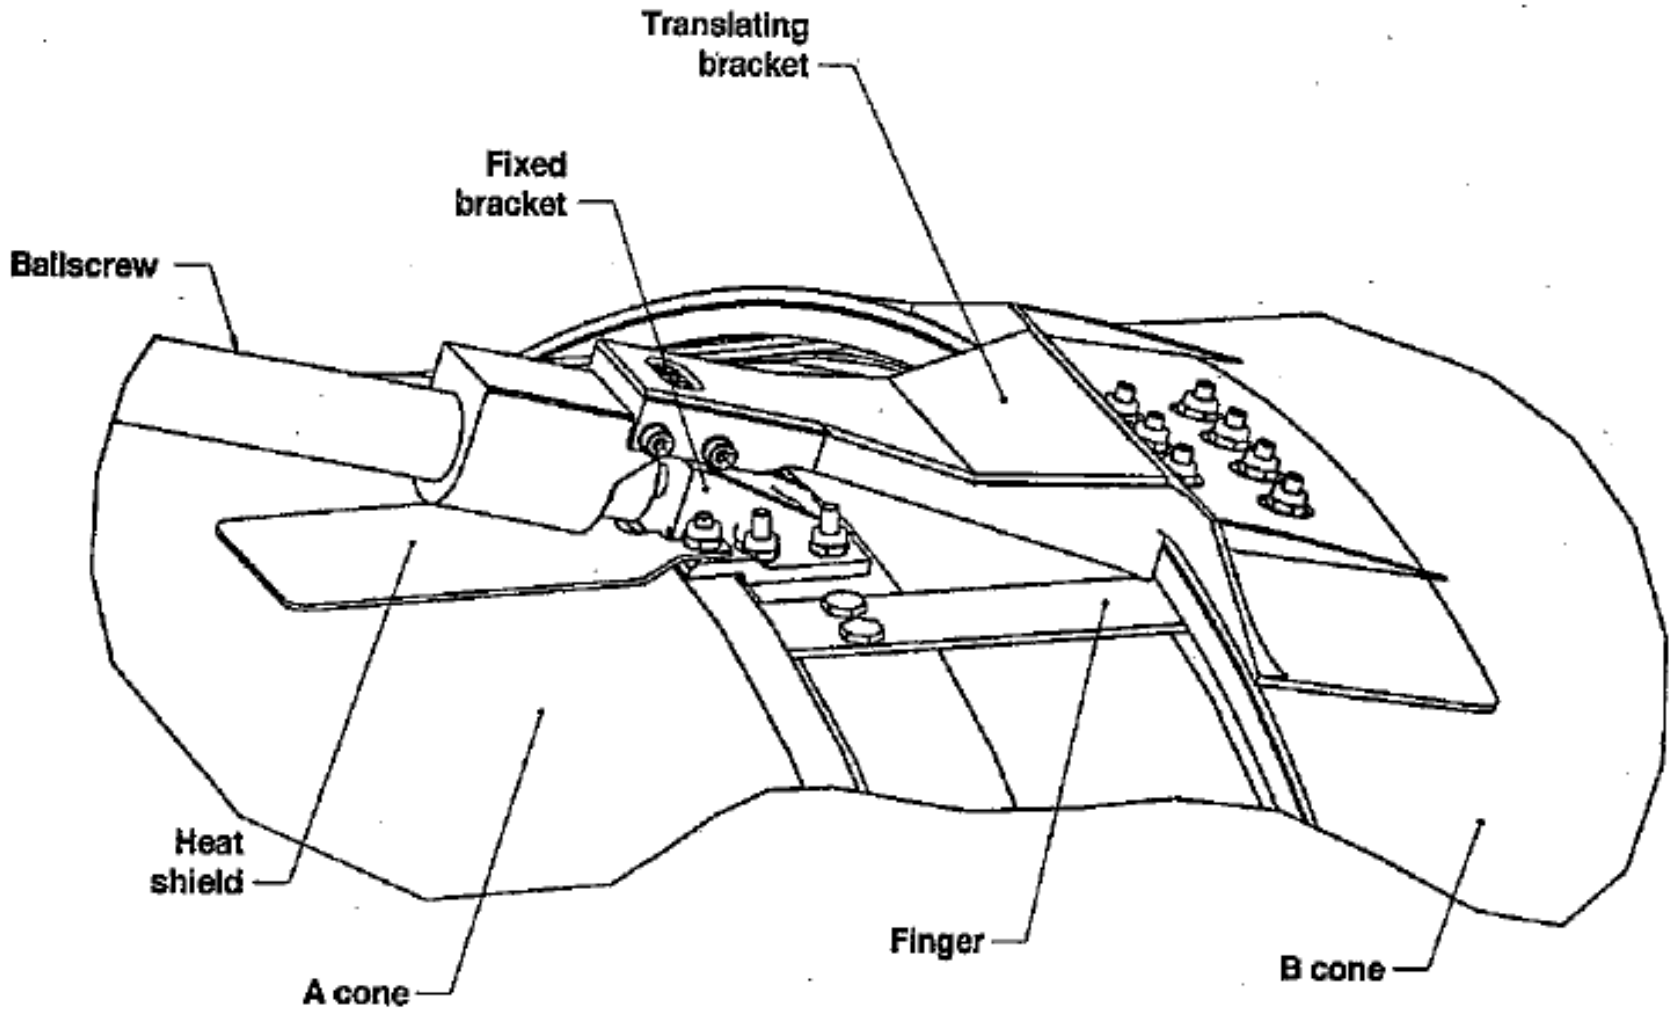 Translating
bracket
Fixed
bracket
Ballscrew
Heat
shield
A cone
Finger
B cone